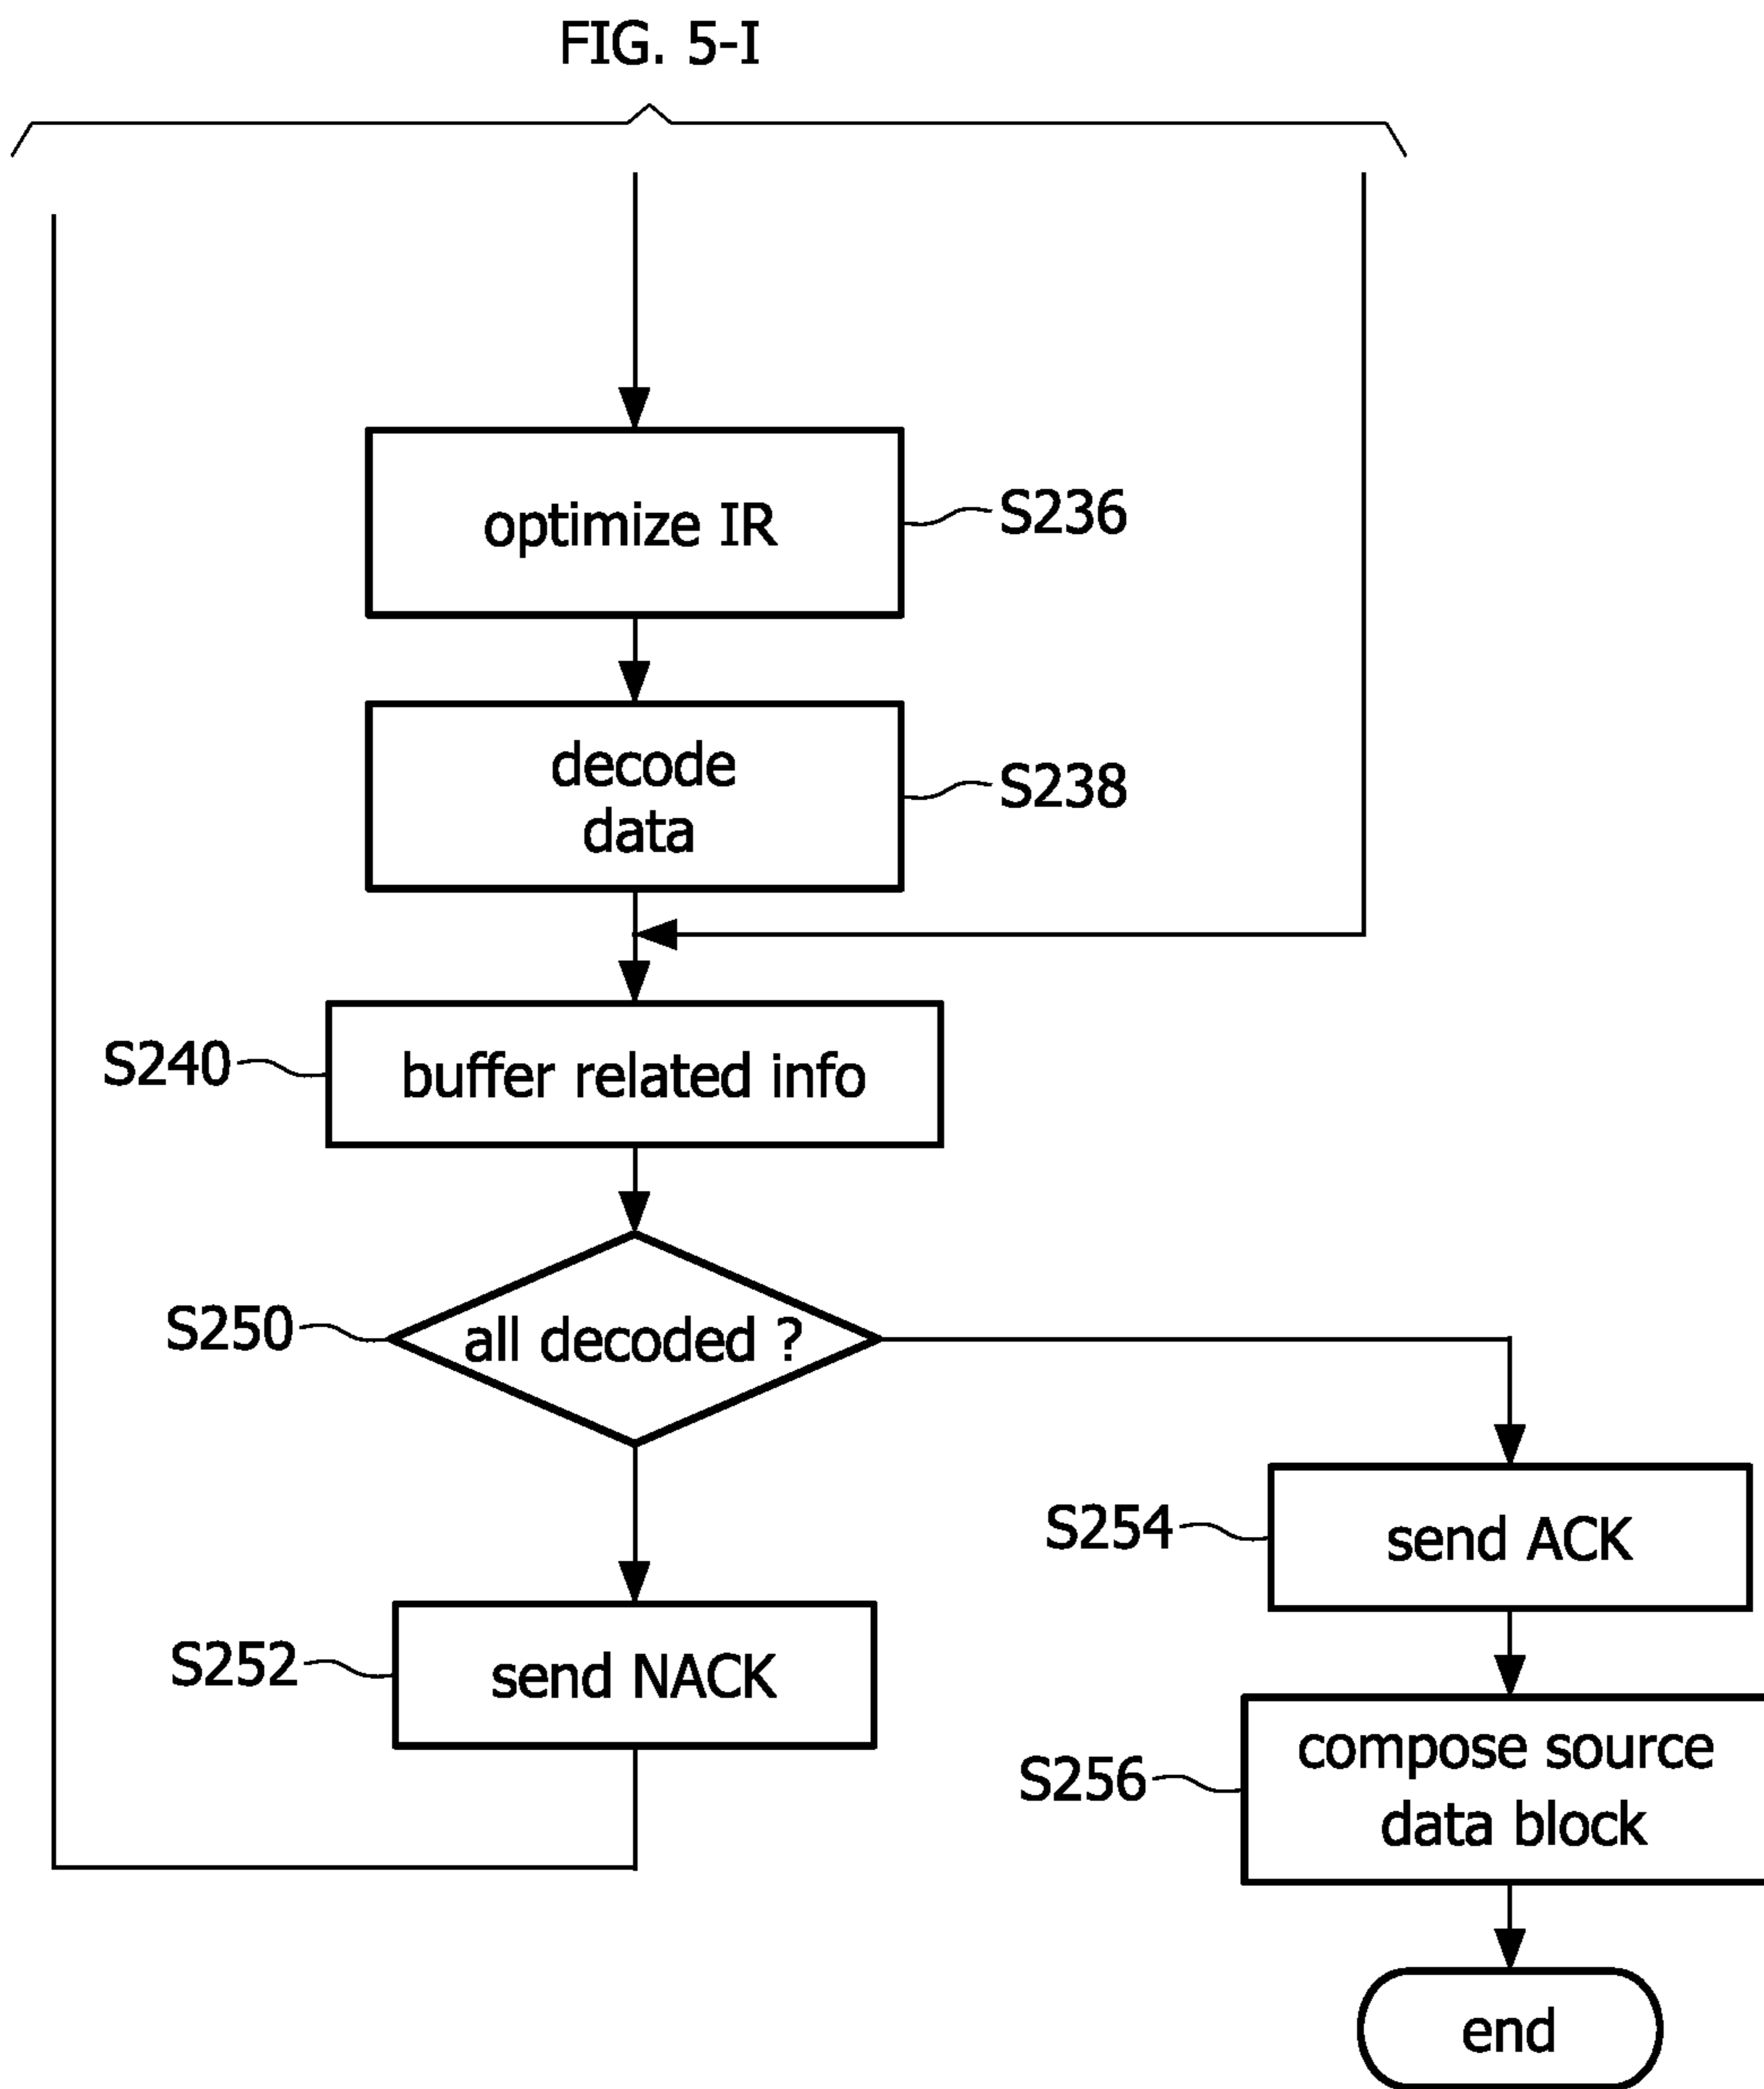 FIG. 5-I
optimize IR
S236
decode
data
S238
S240
buffer related info
S250
all decoded ?
S254
send ACK
S252
send NACK
S256
compose source
data block
end